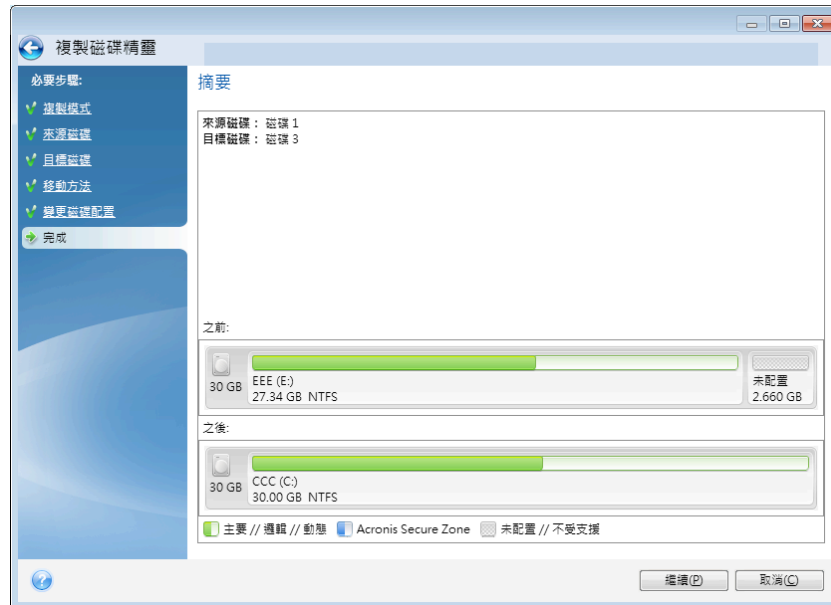 複製磁碟精靈
必要步驟:
複製模式
來源磁碟
目標磁碟
移動方法
變更磁碟配置
完成
摘要
來源磁碟： 磁碟 1
目標磁碟： 磁碟 3
之前:
30 GB
EEE (E:)
27.34 GB NTFS
未配置
2.660 GB
之後:
30 GB
CCC (C:)
30.00 GB NTFS
主要 // 邏輯 // 動態 Acronis Secure Zone 未配置 // 不受支援
繼續(P) 取消(C)